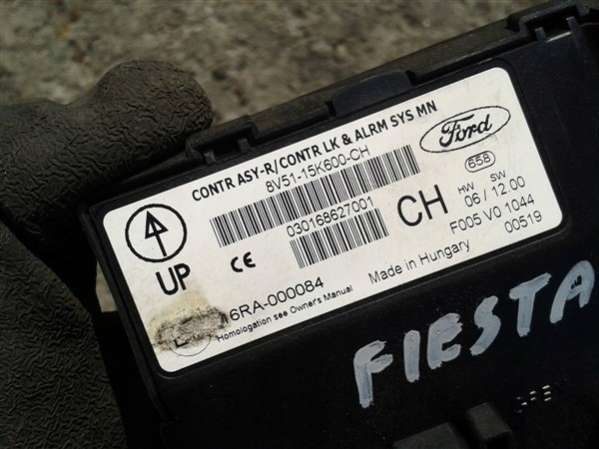 CONTR ASY-R/CONTR LK & ALRM SYS MN
8V51-15K600-CH
Ford
658
030168627001
CH
HW SW
06 / 12.00
F005 V0 1044
00519
UP
CE
6RA-000084
Made in Hungary
Homologation see Owner's Manual
FIESTA